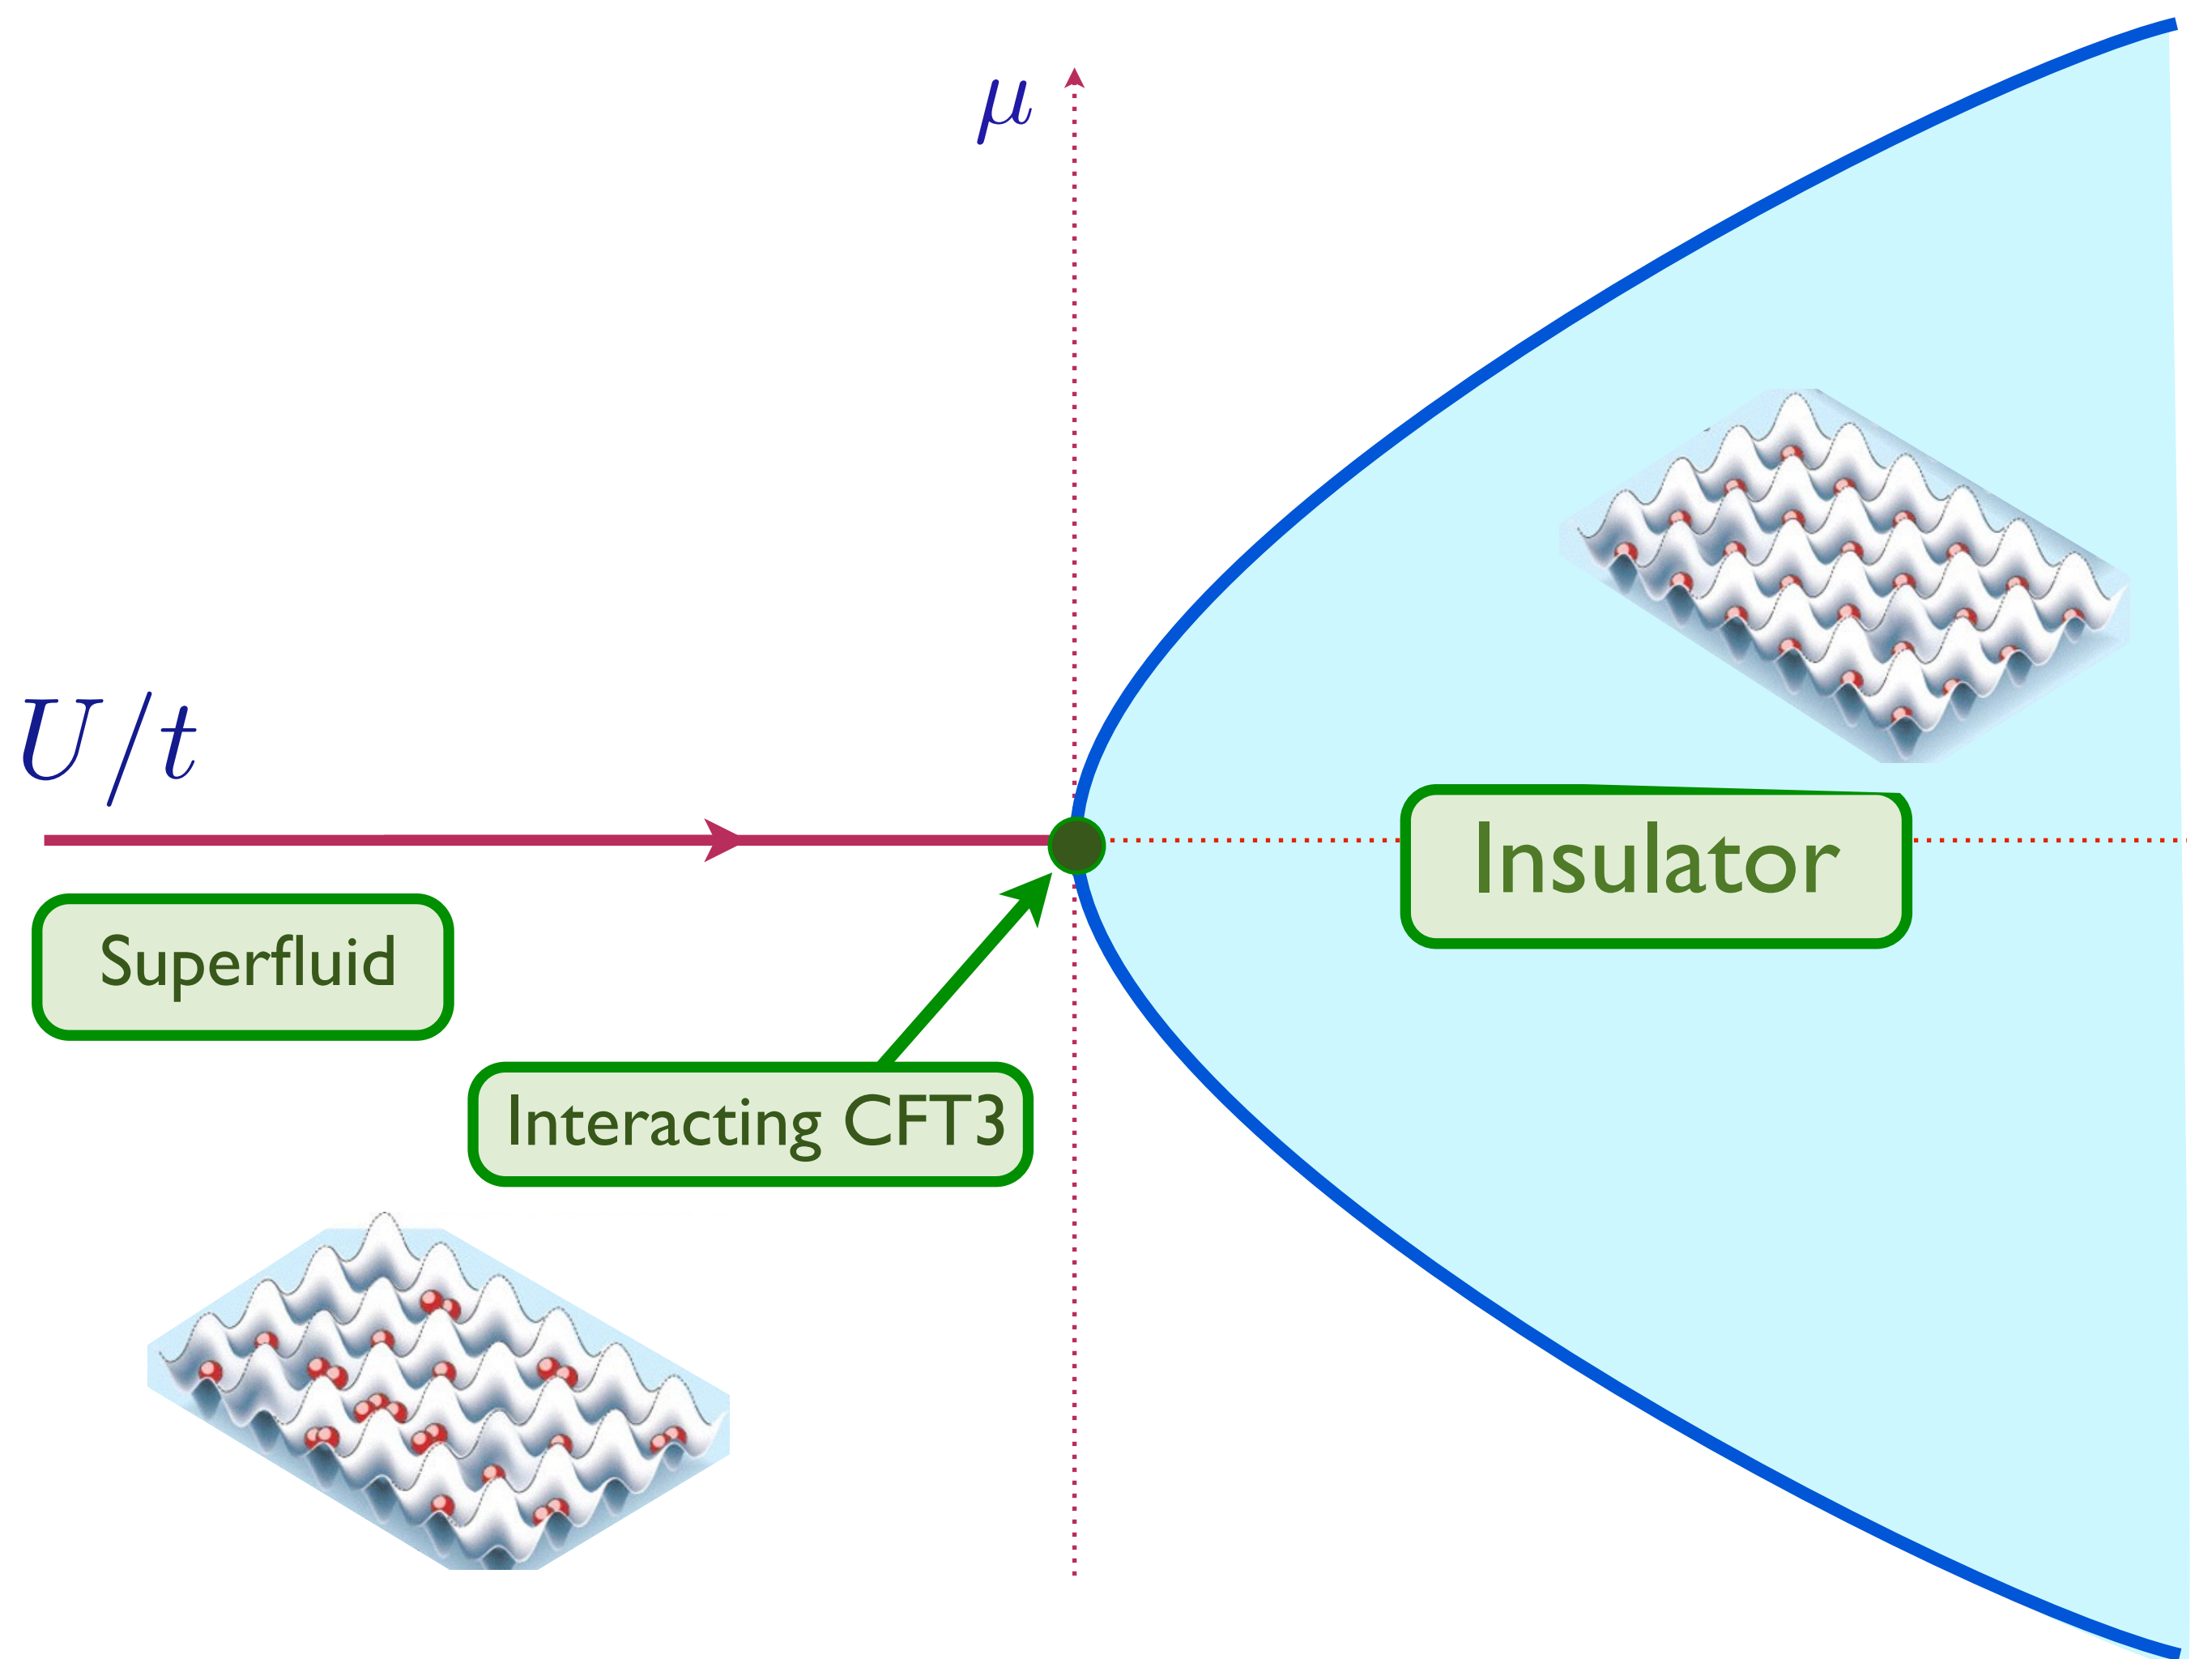 μ
U/t
Insulator
Superfluid
Interacting CFT3